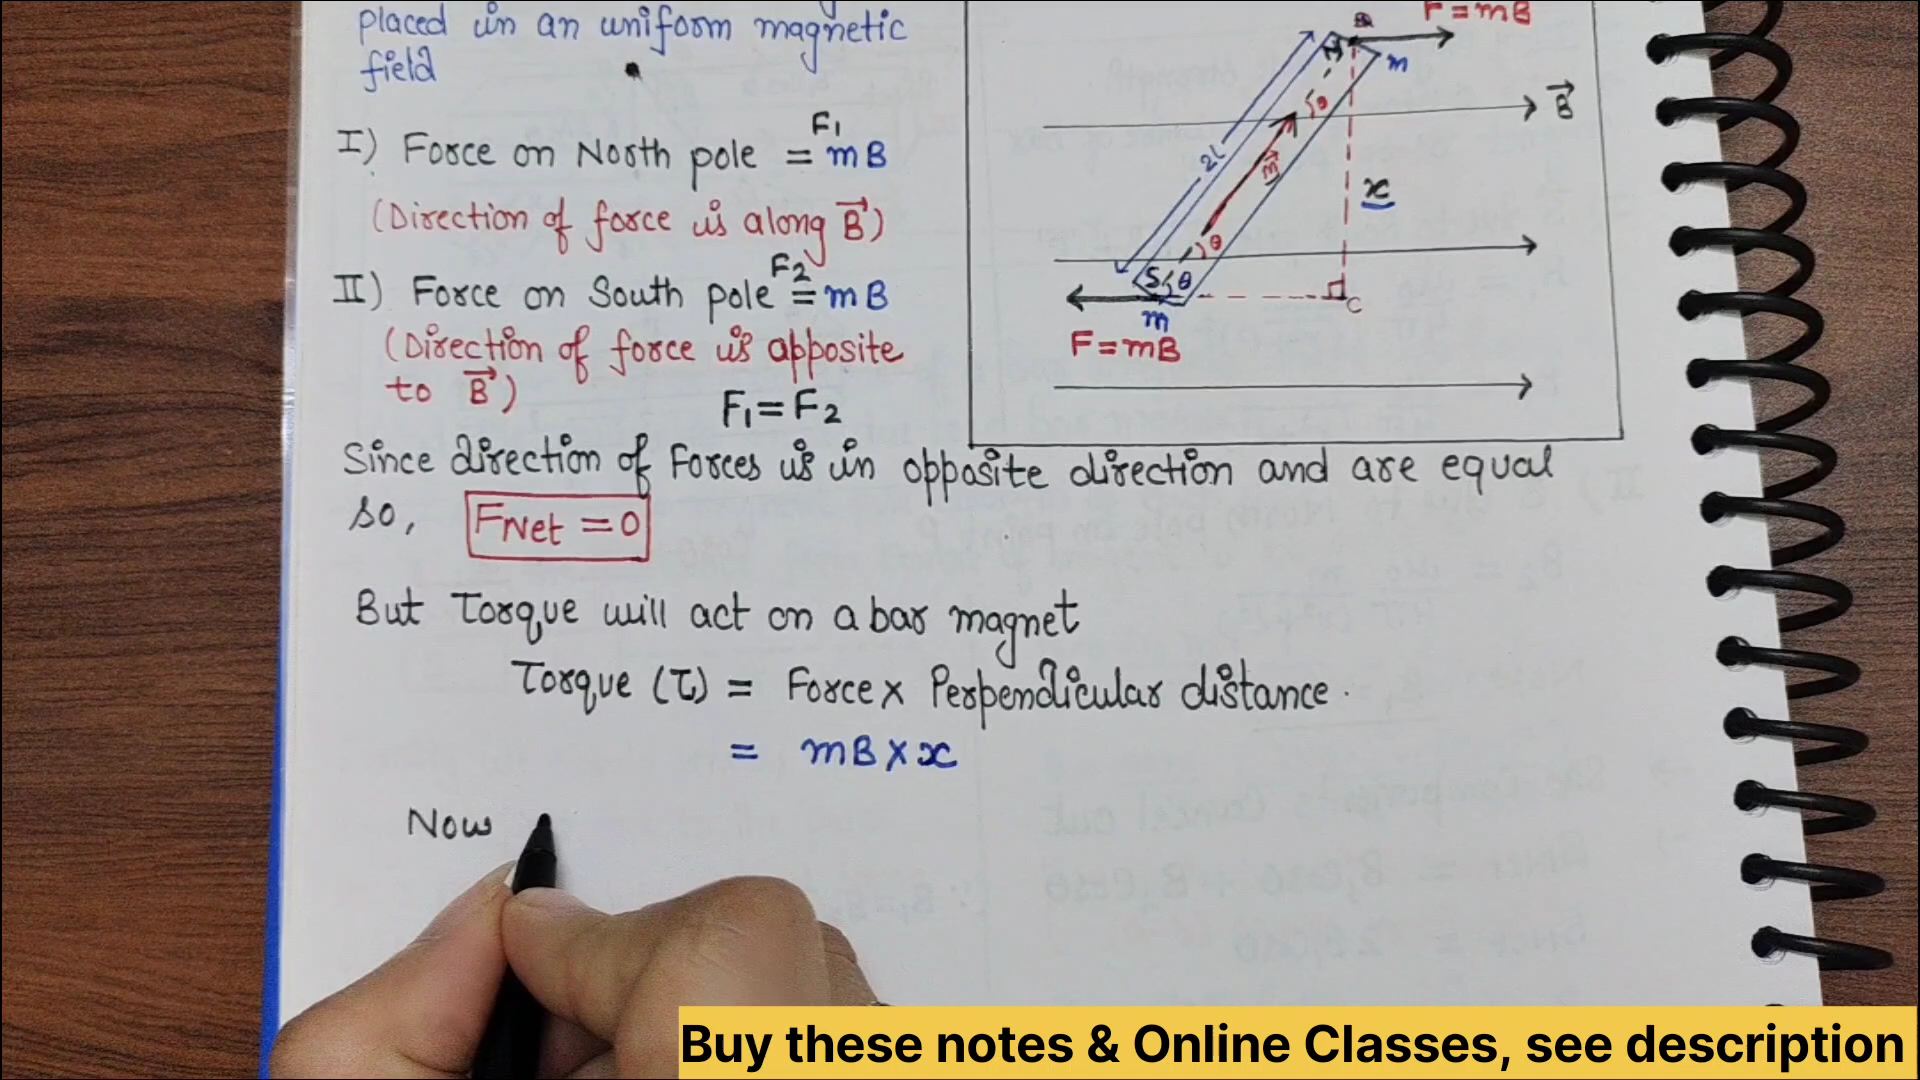 placed in an uniform magnetic
field
F1
I) Force on North pole = mB
(Direction of force is along B⃗)
F2
II) Force on South pole = mB
(Direction of force is apposite
to B⃗)
F1 = F2
Since direction of Forces is in opposite direction and are equal
so, FNet = 0
But Torque will act on a bar magnet
Torque (τ) = Force × Perpendicular distance.
= mB × x
Now
F = mB
N
m
θ
B⃗
2l
M⃗
x
θ
S θ
C
m
F = mB
Buy these notes & Online Classes, see description